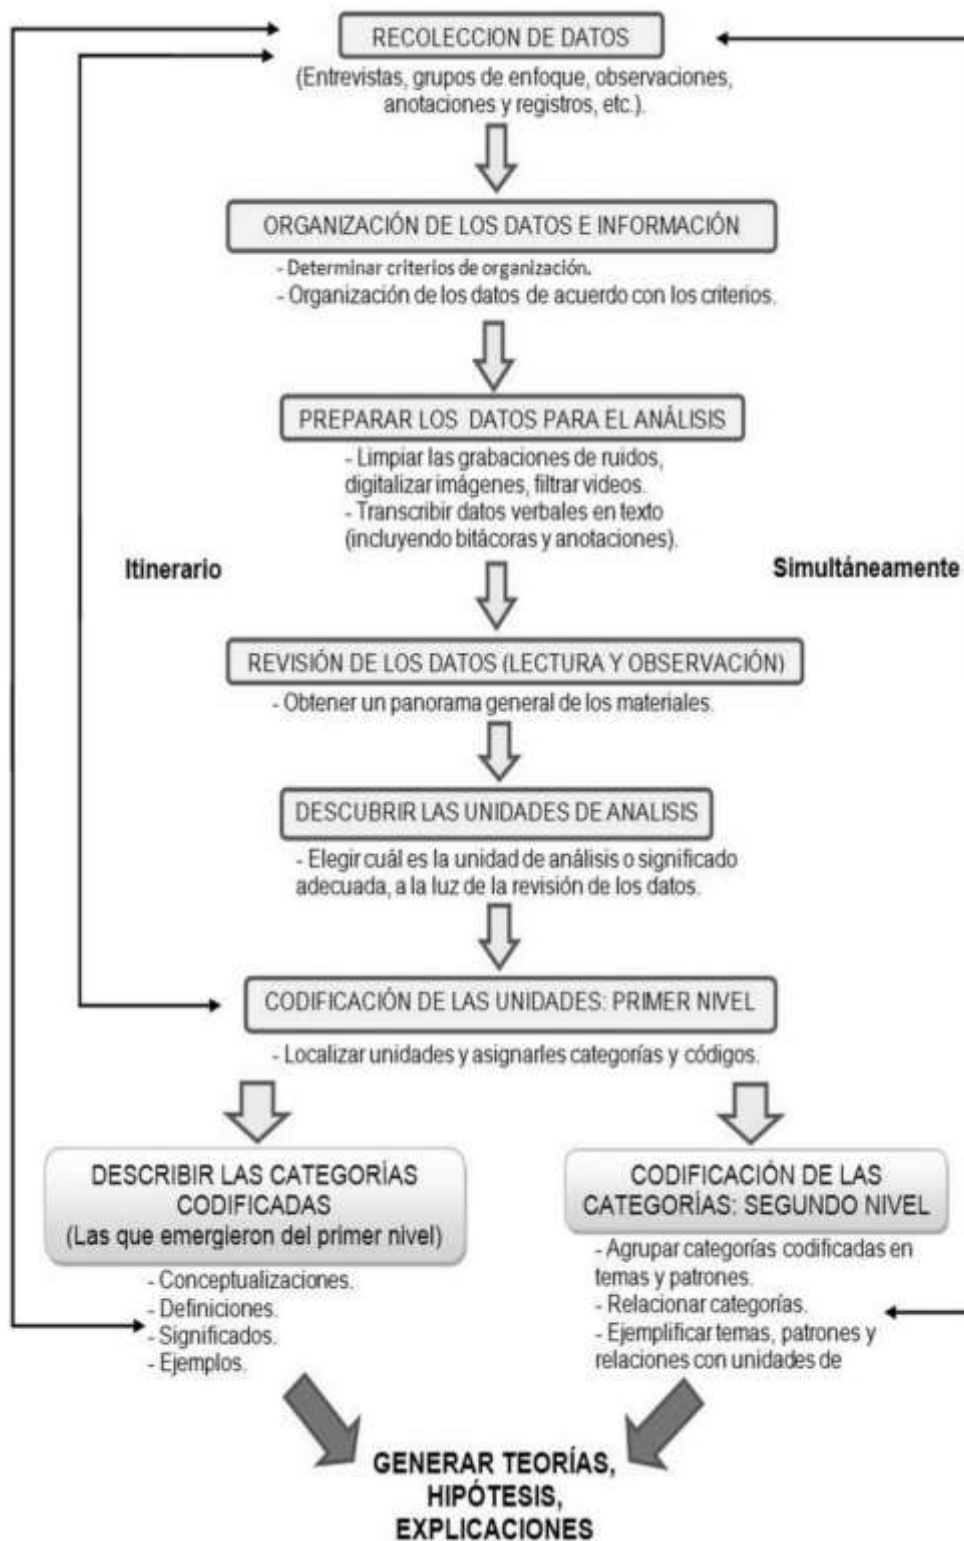 RECOLECCION DE DATOS
(Entrevistas, grupos de enfoque, observaciones,
anotaciones y registros, etc.).
ORGANIZACIÓN DE LOS DATOS E INFORMACIÓN
- Determinar criterios de organización.
- Organización de los datos de acuerdo con los criterios.
PREPARAR LOS DATOS PARA EL ANÁLISIS
- Limpiar las grabaciones de ruidos,
digitalizar imágenes, filtrar videos.
- Transcribir datos verbales en texto
(incluyendo bitácoras y anotaciones).
Itinerario
Simultáneamente
REVISIÓN DE LOS DATOS (LECTURA Y OBSERVACIÓN)
- Obtener un panorama general de los materiales.
DESCUBRIR LAS UNIDADES DE ANALISIS
- Elegir cuál es la unidad de análisis o significado
adecuada, a la luz de la revisión de los datos.
CODIFICACIÓN DE LAS UNIDADES: PRIMER NIVEL
- Localizar unidades y asignarles categorías y códigos.
DESCRIBIR LAS CATEGORÍAS
CODIFICADAS
(Las que emergieron del primer nivel)
- Conceptualizaciones.
- Definiciones.
- Significados.
- Ejemplos.
CODIFICACIÓN DE LAS
CATEGORÍAS: SEGUNDO NIVEL
- Agrupar categorías codificadas en
temas y patrones.
- Relacionar categorías.
- Ejemplificar temas, patrones y
relaciones con unidades de
GENERAR TEORÍAS,
HIPÓTESIS,
EXPLICACIONES